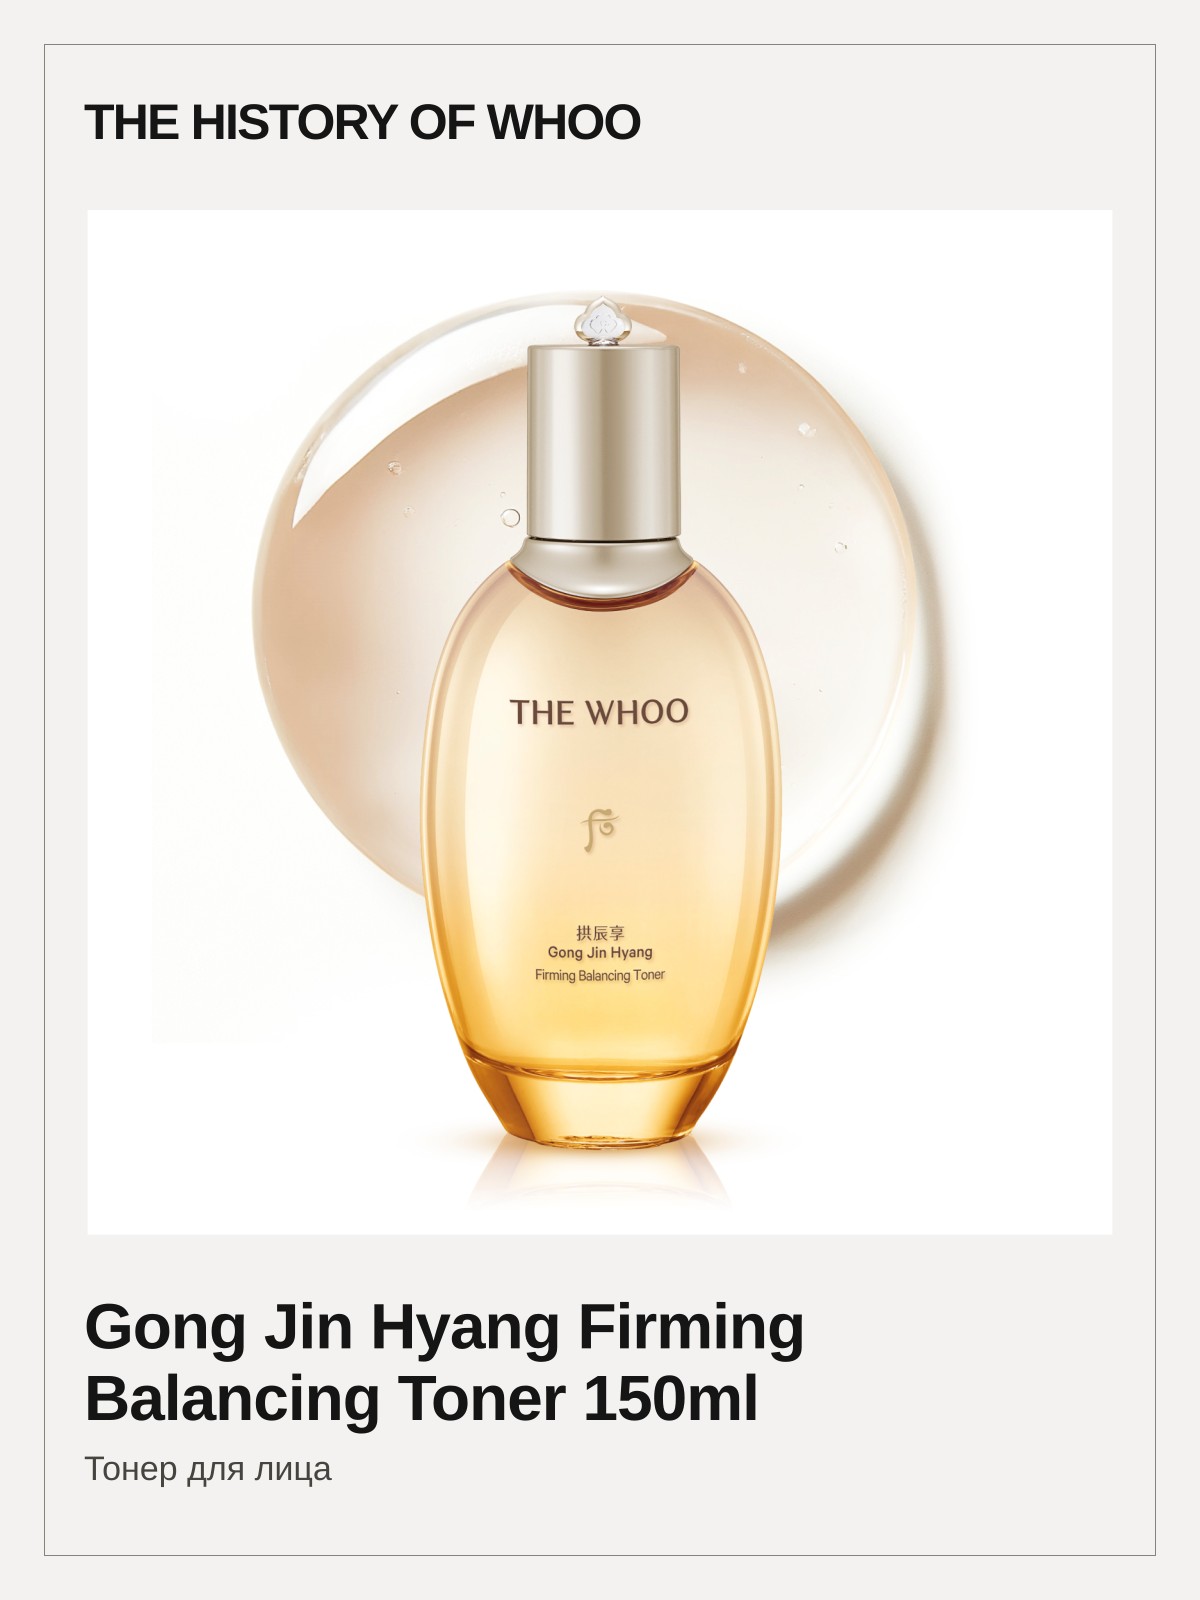 THE HISTORY OF WHOO
THE WHOO
拱辰享
Gong Jin Hyang
Firming Balancing Toner
Gong Jin Hyang Firming
Balancing Toner 150ml
Тонер для лица